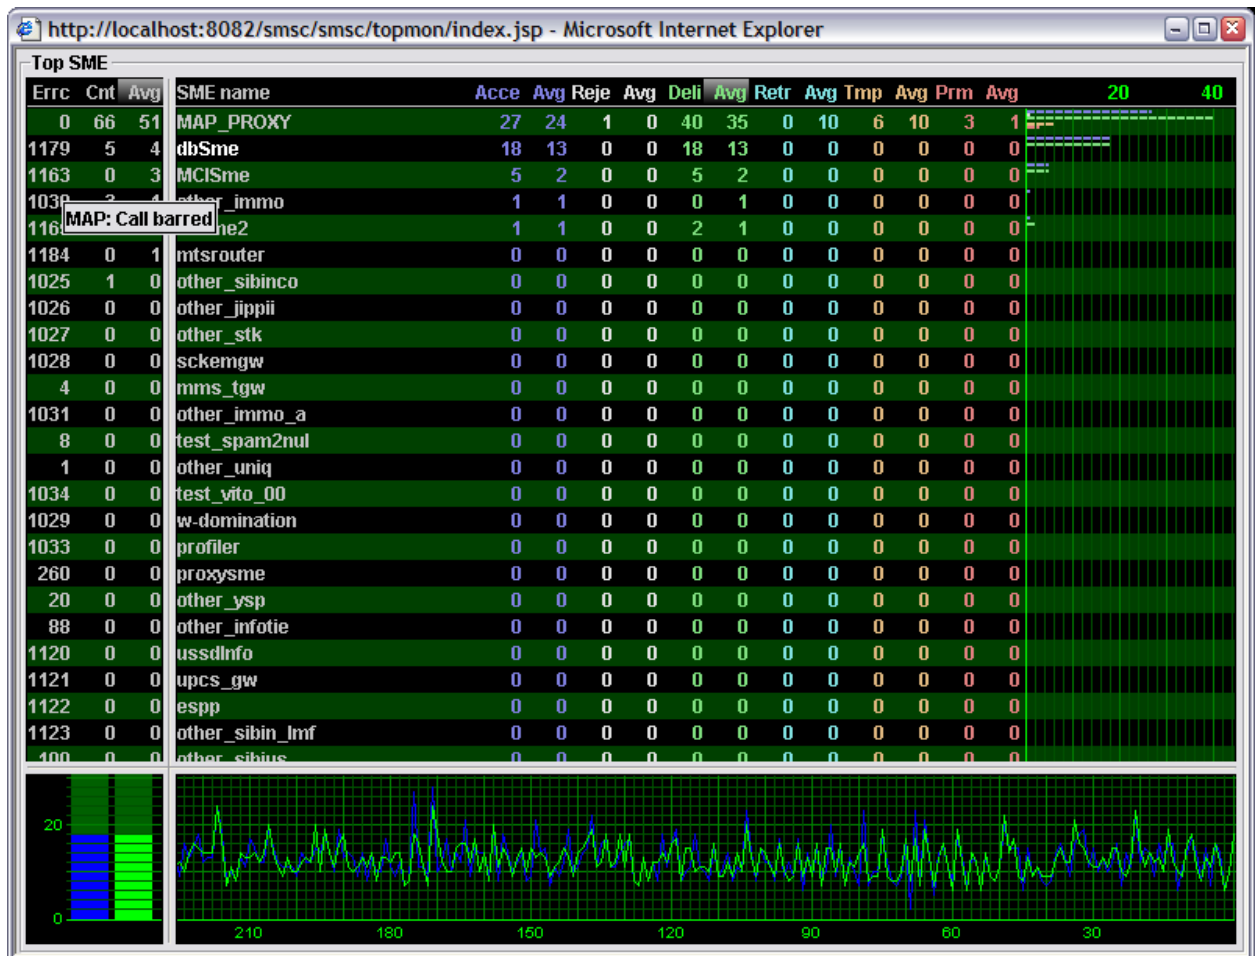 http://localhost:8082/smsc/smsc/topmon/index.jsp - Microsoft Internet Explorer
Top SME
Errc Cnt Avg SME name Acce Avg Reje Avg Deli Avg Retr Avg Tmp Avg Prm Avg 20 40
0 66 51 MAP_PROXY 27 24 1 0 40 35 0 10 6 10 3 1
1179 5 4 dbSme 18 13 0 0 18 13 0 0 0 0 0 0
1163 0 3 MCISme 5 2 0 0 5 2 0 0 0 0 0 0
other_immo 1 1 0 0 0 1 0 0 0 0 0 0
MAP: Call barred
1 1 0 0 2 1 0 0 0 0 0 0
1184 0 1 mtsrouter 0 0 0 0 0 0 0 0 0 0 0 0
1025 1 0 other_sibinco 0 0 0 0 0 0 0 0 0 0 0 0
1026 0 0 other_jippii 0 0 0 0 0 0 0 0 0 0 0 0
1027 0 0 other_stk 0 0 0 0 0 0 0 0 0 0 0 0
1028 0 0 sckemgw 0 0 0 0 0 0 0 0 0 0 0 0
4 0 0 mms_tgw 0 0 0 0 0 0 0 0 0 0 0 0
1031 0 0 other_immo_a 0 0 0 0 0 0 0 0 0 0 0 0
8 0 0 test_spam2nul 0 0 0 0 0 0 0 0 0 0 0 0
1 0 0 other_uniq 0 0 0 0 0 0 0 0 0 0 0 0
1034 0 0 test_vito_00 0 0 0 0 0 0 0 0 0 0 0 0
1029 0 0 w-domination 0 0 0 0 0 0 0 0 0 0 0 0
1033 0 0 profiler 0 0 0 0 0 0 0 0 0 0 0 0
260 0 0 proxysme 0 0 0 0 0 0 0 0 0 0 0 0
20 0 0 other_ysp 0 0 0 0 0 0 0 0 0 0 0 0
88 0 0 other_infotie 0 0 0 0 0 0 0 0 0 0 0 0
1120 0 0 ussdInfo 0 0 0 0 0 0 0 0 0 0 0 0
1121 0 0 upcs_gw 0 0 0 0 0 0 0 0 0 0 0 0
1122 0 0 espp 0 0 0 0 0 0 0 0 0 0 0 0
1123 0 0 other_sibin_lmf 0 0 0 0 0 0 0 0 0 0 0 0
100 0 0 other_sibius 0 0 0 0 0 0 0 0 0 0 0 0
20
0
210 180 150 120 90 60 30